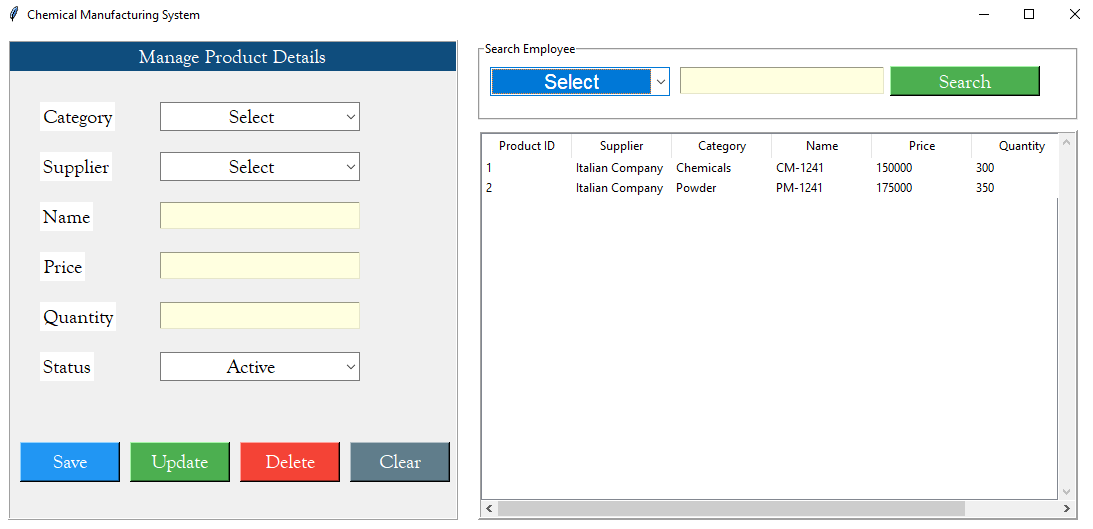 Chemical Manufacturing System
Manage Product Details
Category Select
Supplier Select
Name
Price
Quantity
Status Active
Save Update Delete Clear
Search Employee
Select Search
Product ID Supplier Category Name Price Quantity
1 Italian Company Chemicals CM-1241 150000 300
2 Italian Company Powder PM-1241 175000 350